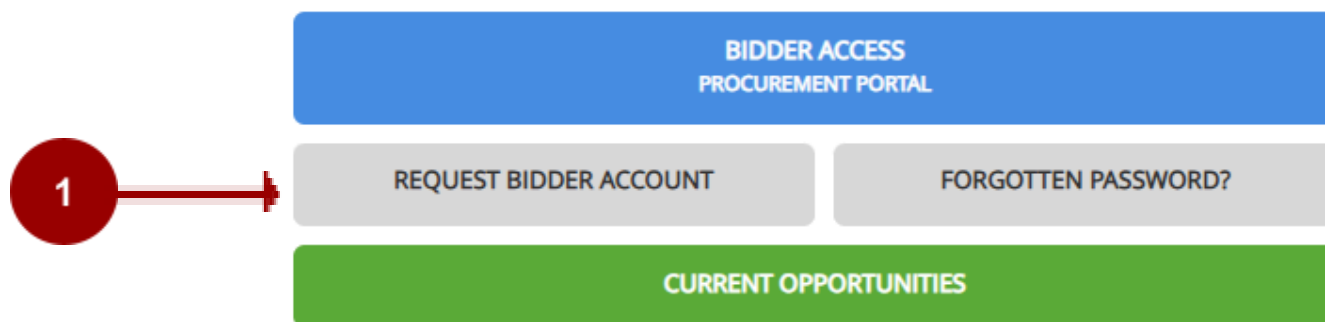 BIDDER ACCESS
PROCUREMENT PORTAL
1
REQUEST BIDDER ACCOUNT
FORGOTTEN PASSWORD?
CURRENT OPPORTUNITIES